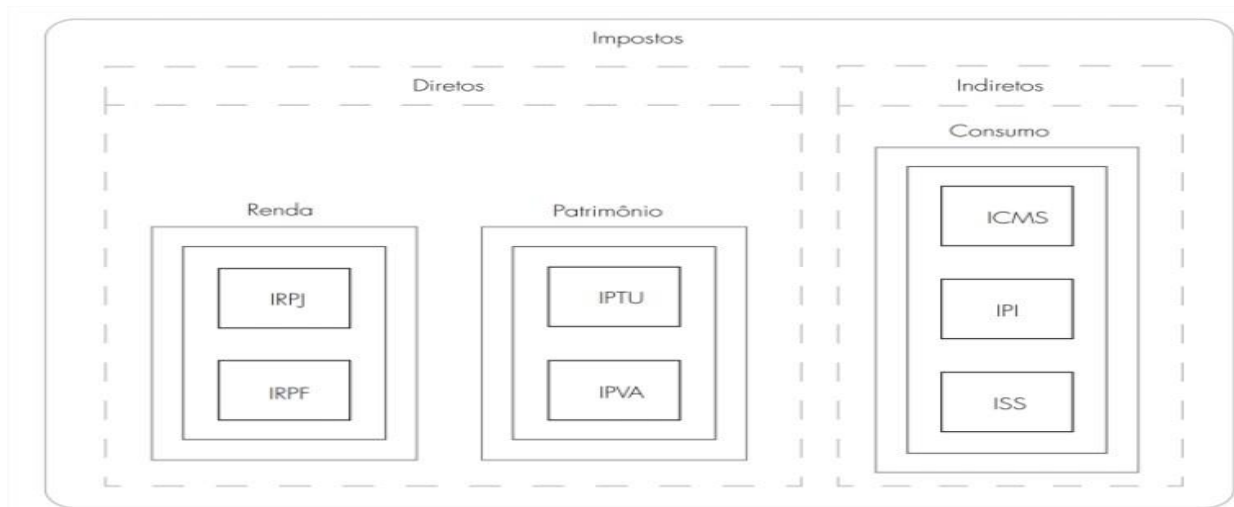 Impostos
Diretos
Indiretos
Consumo
Renda
Patrimônio
ICMS
IRPJ
IPTU
IPI
IRPF
IPVA
ISS